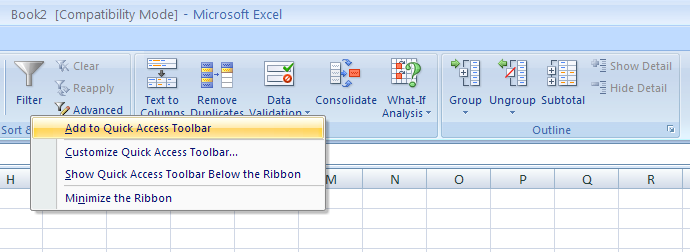 Book2 [Compatibility Mode] - Microsoft Excel
Clear
Reapply
Advanced
Filter
Text to
Columns
Remove
Duplicates
Data
Validation
Consolidate
What-If
Analysis
Group
Ungroup
Subtotal
Show Detail
Hide Detail
Sort &
Outline
Add to Quick Access Toolbar
Customize Quick Access Toolbar...
Show Quick Access Toolbar Below the Ribbon
Minimize the Ribbon
H M N O P Q R